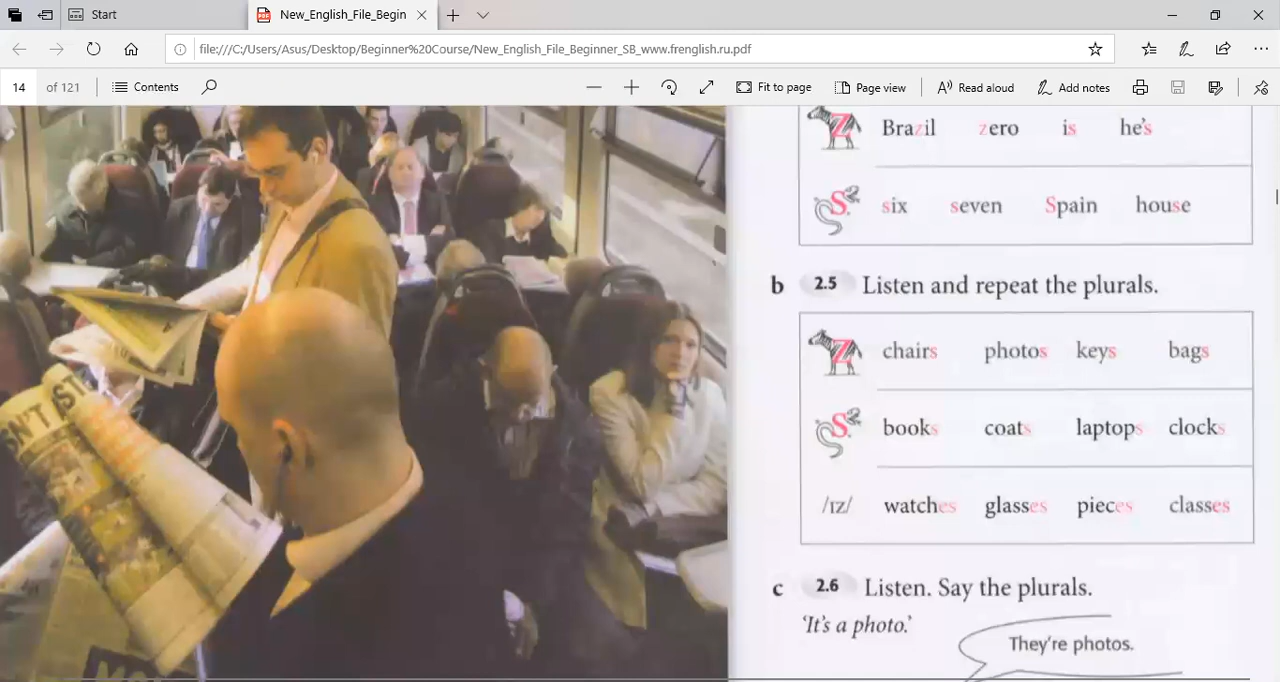 Start
New_English_File_Begin
file:///C:/Users/Asus/Desktop/Beginner%20Course/New_English_File_Beginner_SB_www.frenglish.ru.pdf
14 of 121 Contents Fit to page Page view Read aloud Add notes
Z Brazil zero is he's
S six seven Spain house
b 2.5 Listen and repeat the plurals.
Z chairs photos keys bags
S books coats laptops clocks
/ɪz/ watches glasses pieces classes
c 2.6 Listen. Say the plurals.
'It's a photo.'
They're photos.
SN'T ST